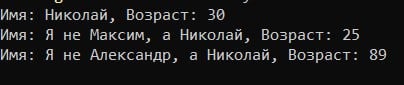 Имя: Николай, Возраст: 30
Имя: Я не Максим, а Николай, Возраст: 25
Имя: Я не Александр, а Николай, Возраст: 89